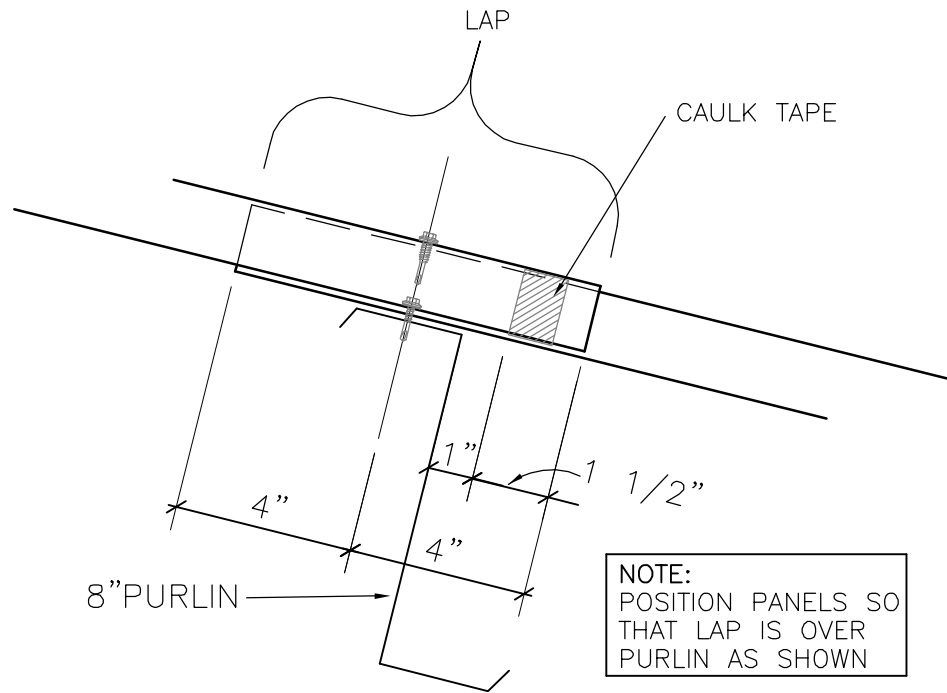 LAP
CAULK TAPE
1”
1 1/2”
4”
4”
8”PURLIN
NOTE:
POSITION PANELS SO
THAT LAP IS OVER
PURLIN AS SHOWN